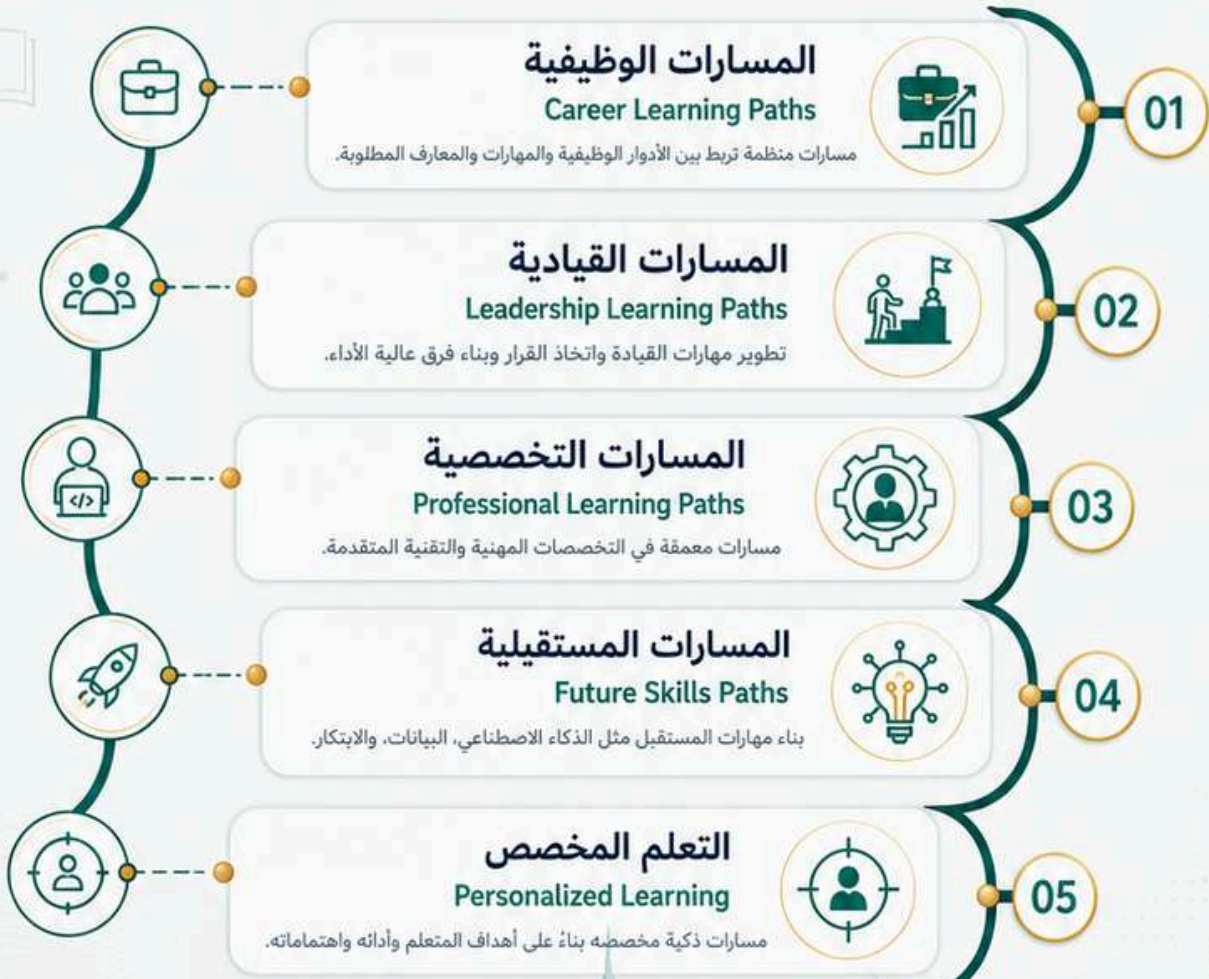 المسارات الوظيفية
Career Learning Paths
مسارات منظمة تربط بين الأدوار الوظيفية والمهارات والمعارف المطلوبة.
01
المسارات القيادية
Leadership Learning Paths
تطوير مهارات القيادة واتخاذ القرار وبناء فرق عالية الأداء.
02
المسارات التخصصية
Professional Learning Paths
مسارات معمقة في التخصصات المهنية والتقنية المتقدمة.
03
</>
المسارات المستقيلية
Future Skills Paths
بناء مهارات المستقبل مثل الذكاء الاصطناعي، البيانات، والابتكار.
04
التعلم المخصص
Personalized Learning
مسارات ذكية مخصصه بناءً على أهداف المتعلم وأدائه واهتماماته.
05